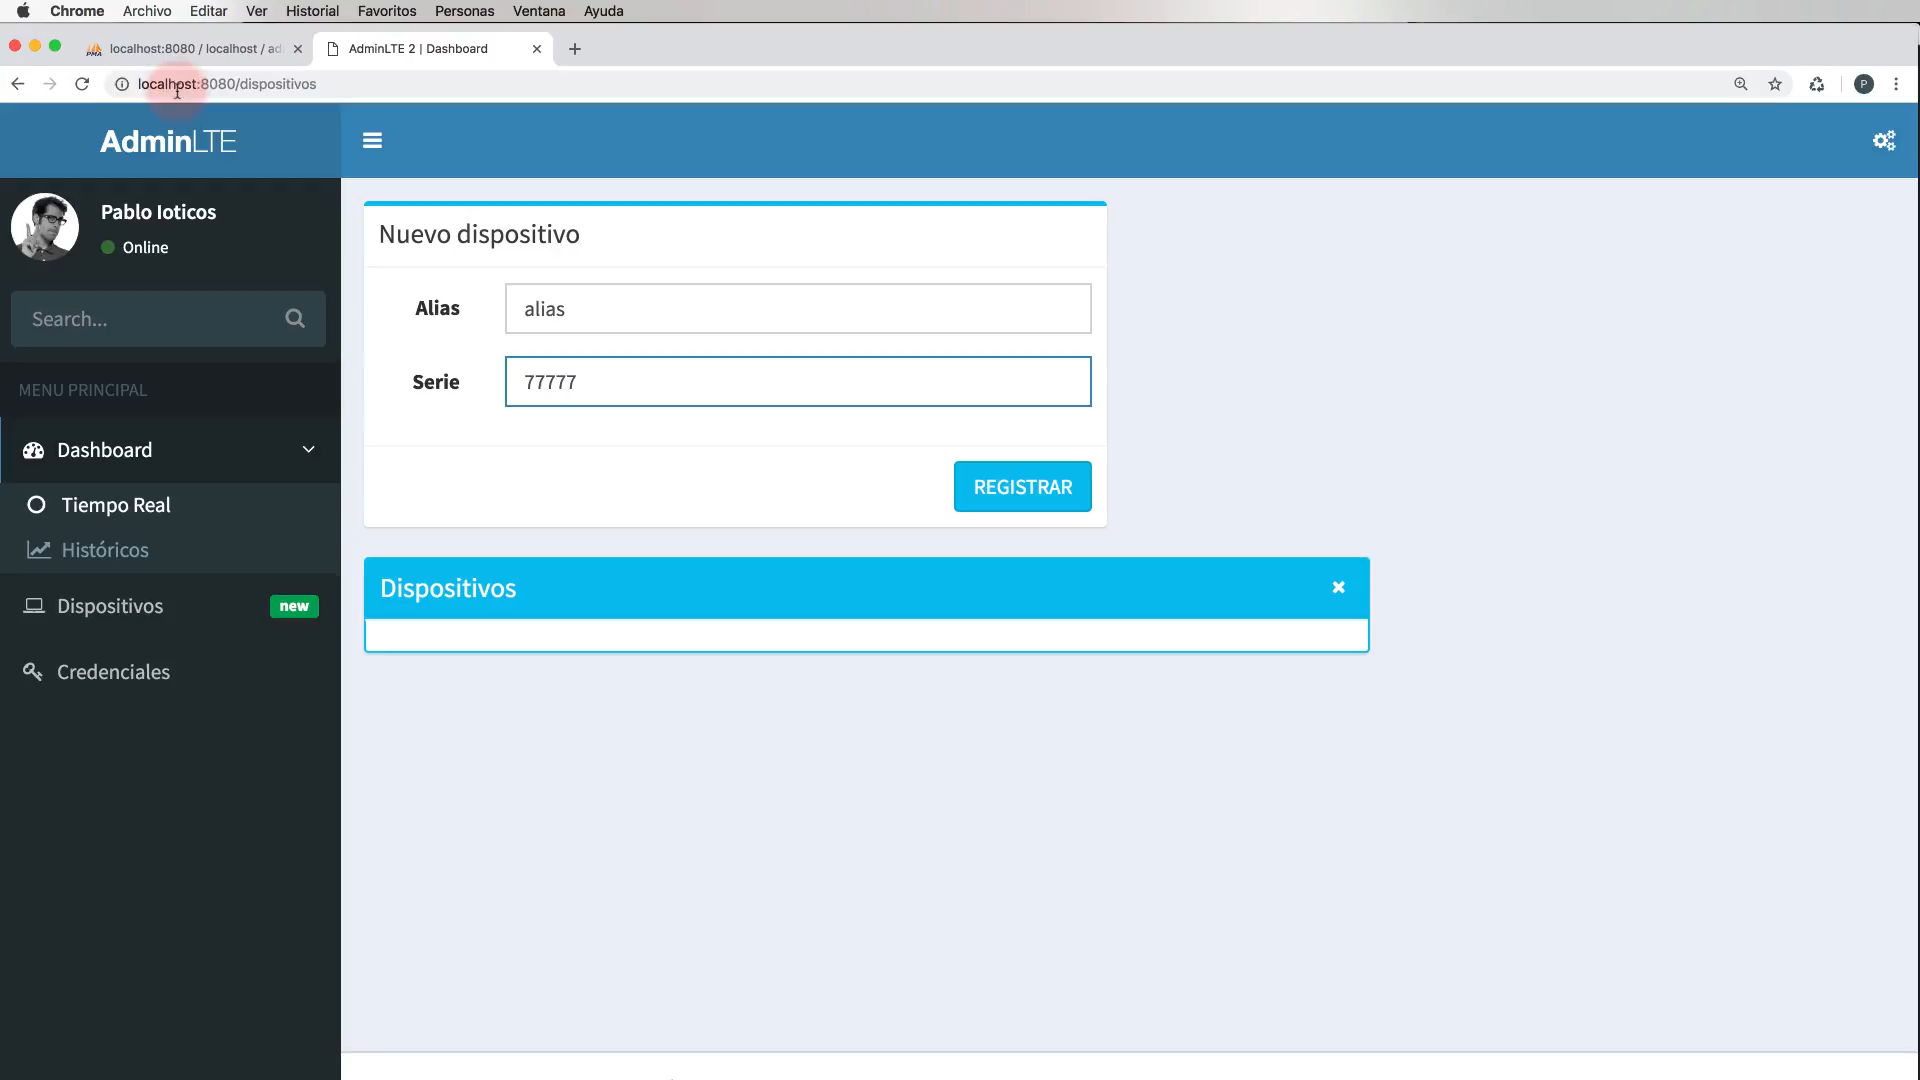 Chrome Archivo Editar Ver Historial Favoritos Personas Ventana Ayuda
PMA localhost:8080 / localhost / ad
AdminLTE 2 | Dashboard
localhost:8080/dispositivos
P
AdminLTE
Pablo Ioticos
Online
Search...
MENU PRINCIPAL
Dashboard
Tiempo Real
Históricos
Dispositivos new
Credenciales
Nuevo dispositivo
Alias alias
Serie 77777
REGISTRAR
Dispositivos